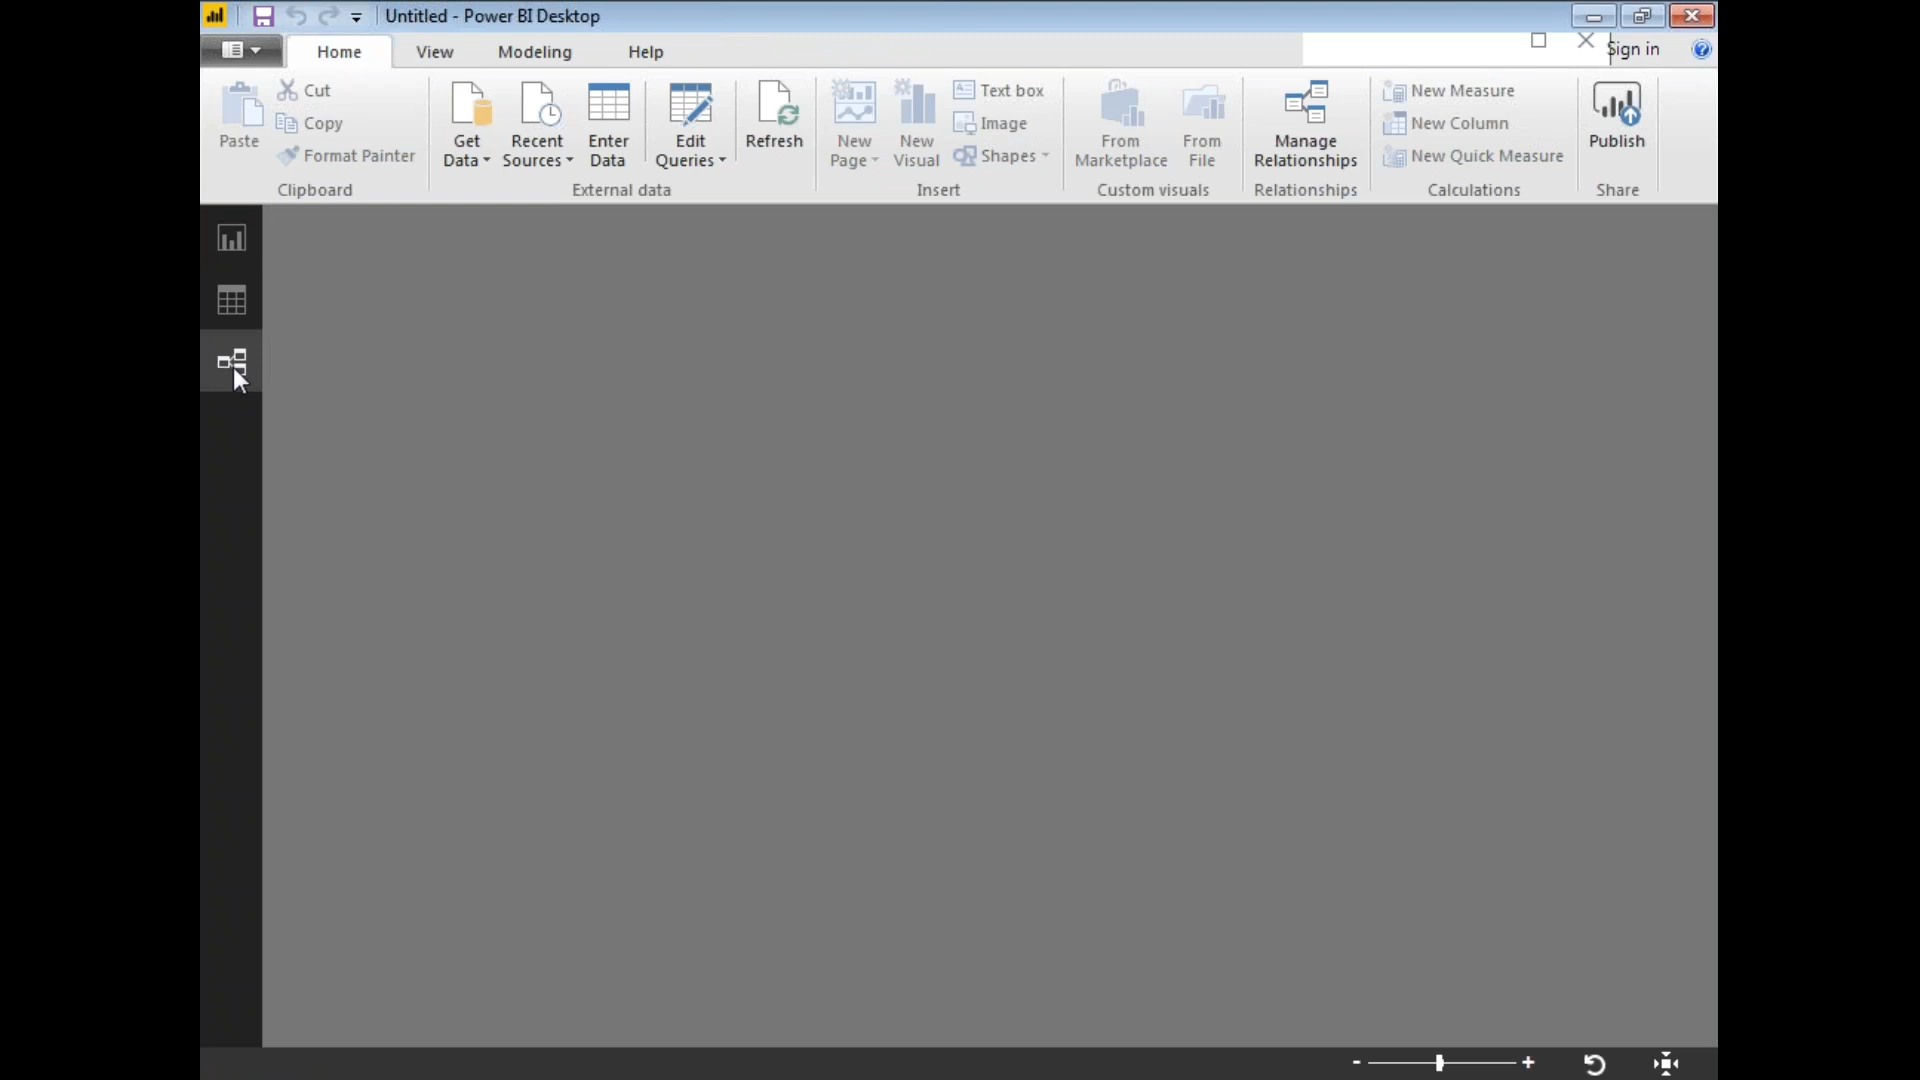 Untitled - Power BI Desktop
Home View Modeling Help Sign in
Paste
Cut
Copy
Format Painter
Clipboard
Get Data
Recent Sources
Enter Data
Edit Queries
Refresh
External data
New Page
New Visual
Text box
Image
Shapes
Insert
From Marketplace
From File
Custom visuals
Manage Relationships
Relationships
New Measure
New Column
New Quick Measure
Calculations
Publish
Share